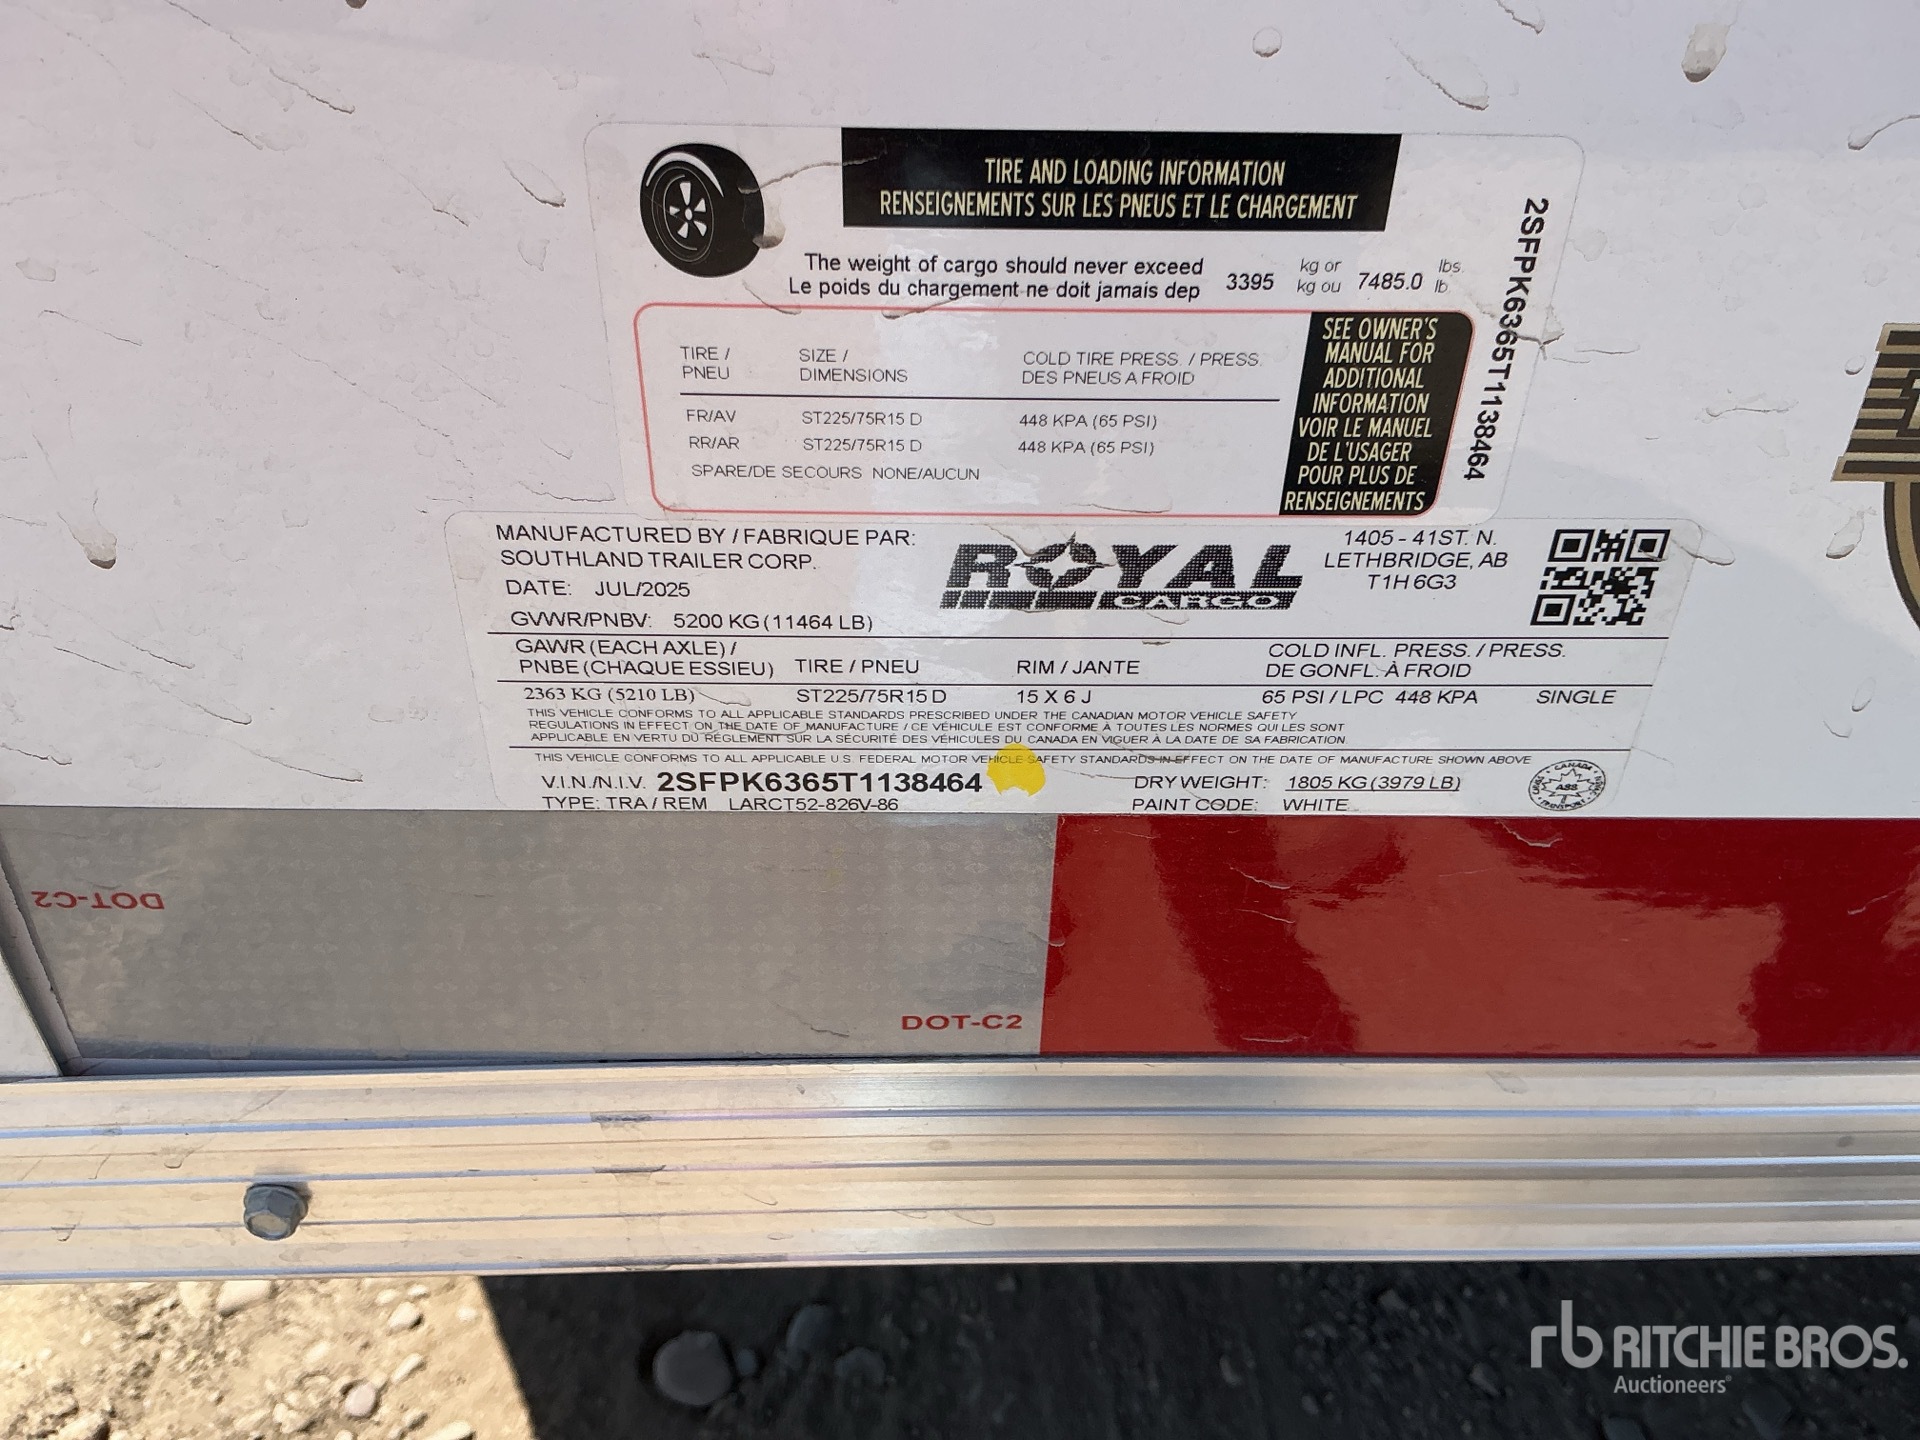 TIRE AND LOADING INFORMATION
RENSEIGNEMENTS SUR LES PNEUS ET LE CHARGEMENT
The weight of cargo should never exceed 3395 kg or 7485.0 lbs.
Le poids du chargement ne doit jamais dep kg ou lb.
TIRE / SIZE / COLD TIRE PRESS. / PRESS.
PNEU DIMENSIONS DES PNEUS A FROID
FR/AV ST225/75R15 D 448 KPA (65 PSI)
RR/AR ST225/75R15 D 448 KPA (65 PSI)
SPARE/DE SECOURS NONE/AUCUN
SEE OWNER'S
MANUAL FOR
ADDITIONAL
INFORMATION
VOIR LE MANUEL
DE L'USAGER
POUR PLUS DE
RENSEIGNEMENTS
2SFPK6365T1138464
MANUFACTURED BY / FABRIQUE PAR:
SOUTHLAND TRAILER CORP.
DATE: JUL/2025
GVWR/PNBV: 5200 KG (11464 LB)
ROYAL
CARGO
1405 - 41ST. N.
LETHBRIDGE, AB
T1H 6G3
GAWR (EACH AXLE) / COLD INFL. PRESS. / PRESS.
PNBE (CHAQUE ESSIEU) TIRE / PNEU RIM / JANTE DE GONFL. À FROID
2363 KG (5210 LB) ST225/75R15 D 15 X 6 J 65 PSI / LPC 448 KPA SINGLE
THIS VEHICLE CONFORMS TO ALL APPLICABLE STANDARDS PRESCRIBED UNDER THE CANADIAN MOTOR VEHICLE SAFETY
REGULATIONS IN EFFECT ON THE DATE OF MANUFACTURE / CE VÉHICULE EST CONFORME À TOUTES LES NORMES QUI LES SONT
APPLICABLE EN VERTU DU RÉGLEMENT SUR LA SÉCURITÉ DES VÉHICULES DU CANADA EN VIGUER À LA DATE DE SA FABRICATION.
THIS VEHICLE CONFORMS TO ALL APPLICABLE U.S. FEDERAL MOTOR VEHICLE SAFETY STANDARDS IN EFFECT ON THE DATE OF MANUFACTURE SHOWN ABOVE
V.I.N./N.I.V. 2SFPK6365T1138464 DRY WEIGHT: 1805 KG (3979 LB)
TYPE: TRA / REM LARCT52-826V-86 PAINT CODE: WHITE
CANADA
TRANSPORT
DOT-C2
DOT-C2
rb RITCHIE BROS.
Auctioneers